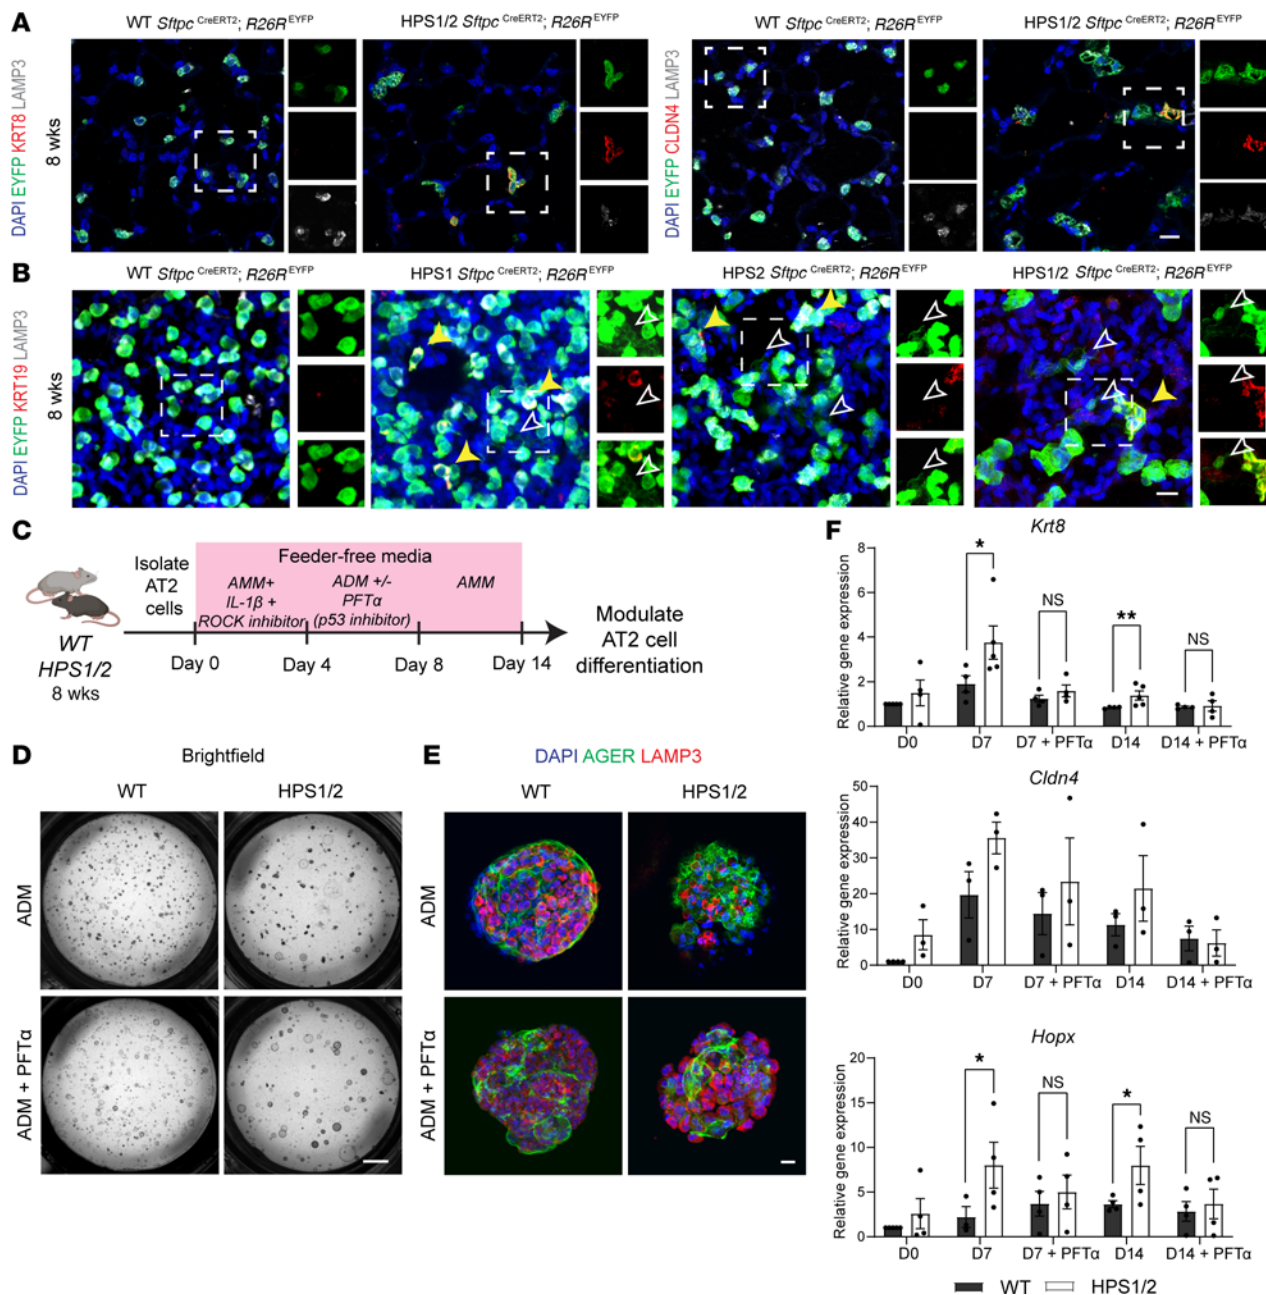 A
WT Sftpc CreERT2; R26R EYFP
HPS1/2 Sftpc CreERT2; R26R EYFP
WT Sftpc CreERT2; R26R EYFP
HPS1/2 Sftpc CreERT2; R26R EYFP
8 wks
DAPI EYFP KRT8 LAMP3
DAPI EYFP CLDN4 LAMP3
B
WT Sftpc CreERT2; R26R EYFP
HPS1 Sftpc CreERT2; R26R EYFP
HPS2 Sftpc CreERT2; R26R EYFP
HPS1/2 Sftpc CreERT2; R26R EYFP
8 wks
DAPI EYFP KRT19 LAMP3
C
Isolate
AT2
cells
Feeder-free media
AMM+
IL-1β +
ROCK inhibitor
ADM +/-
PFTα
(p53 inhibitor)
AMM
WT
HPS1/2
8 wks
Day 0
Day 4
Day 8
Day 14
Modulate
AT2 cell
differentiation
D
Brightfield
WT
HPS1/2
ADM
ADM + PFTα
E
DAPI AGER LAMP3
WT
HPS1/2
ADM
ADM + PFTα
F
Krt8
Relative gene expression
8
6
4
2
0
*
NS
**
NS
D0
D7
D7 + PFTα
D14
D14 + PFTα
Cldn4
Relative gene expression
50
40
30
20
10
0
D0
D7
D7 + PFTα
D14
D14 + PFTα
Hopx
Relative gene expression
20
15
10
5
0
*
NS
*
NS
D0
D7
D7 + PFTα
D14
D14 + PFTα
WT
HPS1/2